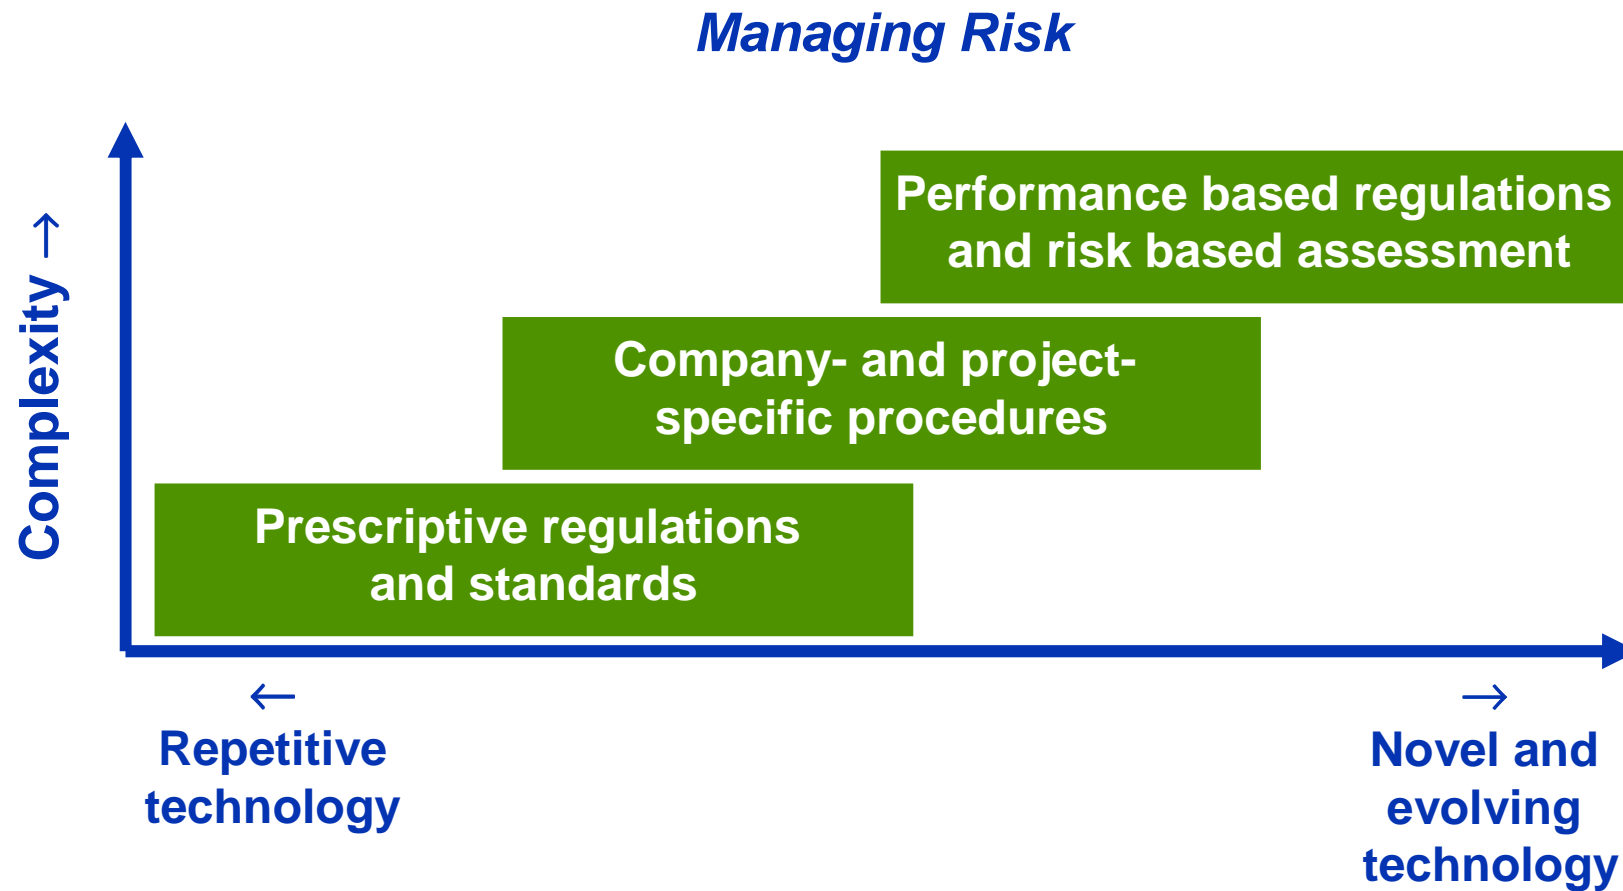 Managing Risk
Complexity →
Performance based regulations
and risk based assessment
Company- and project-
specific procedures
Prescriptive regulations
and standards
←
Repetitive
technology
→
Novel and
evolving
technology